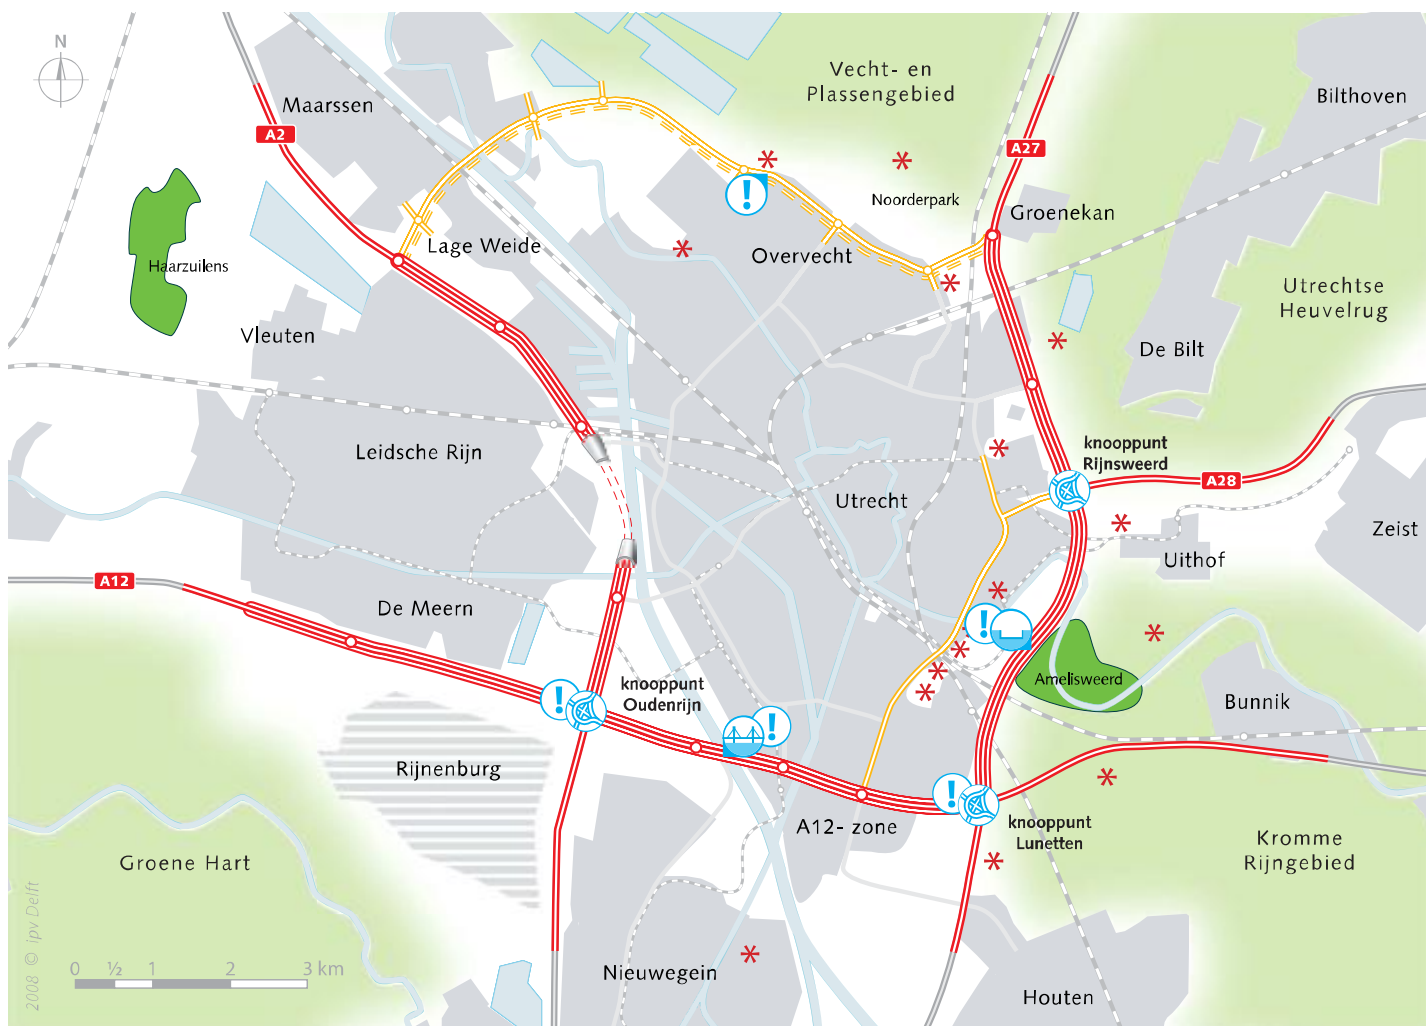 N
Vecht- en
Plassengebied
Bilthoven
Maarssen
A2
A27
Noorderpark
Groenekan
Lage Weide
Overvecht
Haarzuilens
Utrechtse
Heuvelrug
Vleuten
De Bilt
Leidsche Rijn
knooppunt
Rijnsweerd
A28
Utrecht
Zeist
Uithof
A12
De Meern
!
!
Amelisweerd
knooppunt
Oudenrijn
Bunnik
!
!
Rijnenburg
!
A12- zone
knooppunt
Lunetten
Kromme
Rijngebied
Groene Hart
0 ½ 1 2 3 km
Nieuwegein
Houten
2008 © ipv Delft